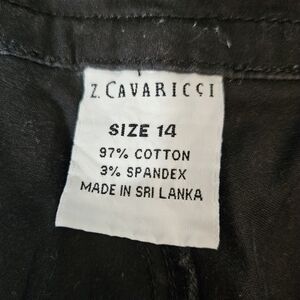 Z. CAVARICCI
SIZE 14
97% COTTON
3% SPANDEX
MADE IN SRI LANKA